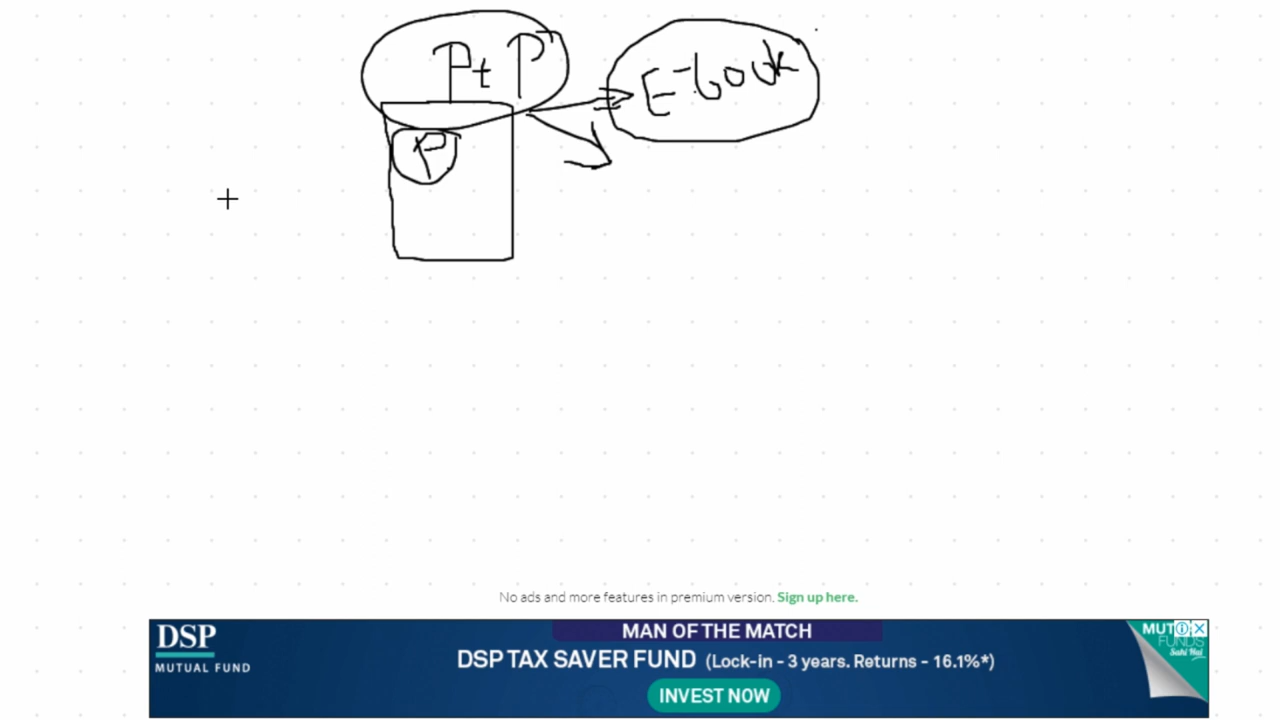 Pt P
E-book
P
No ads and more features in premium version. Sign up here.
DSP
MUTUAL FUND
MAN OF THE MATCH
DSP TAX SAVER FUND (Lock-in - 3 years. Returns - 16.1%*)
INVEST NOW
MUT
FUNDS
Sahi Hai